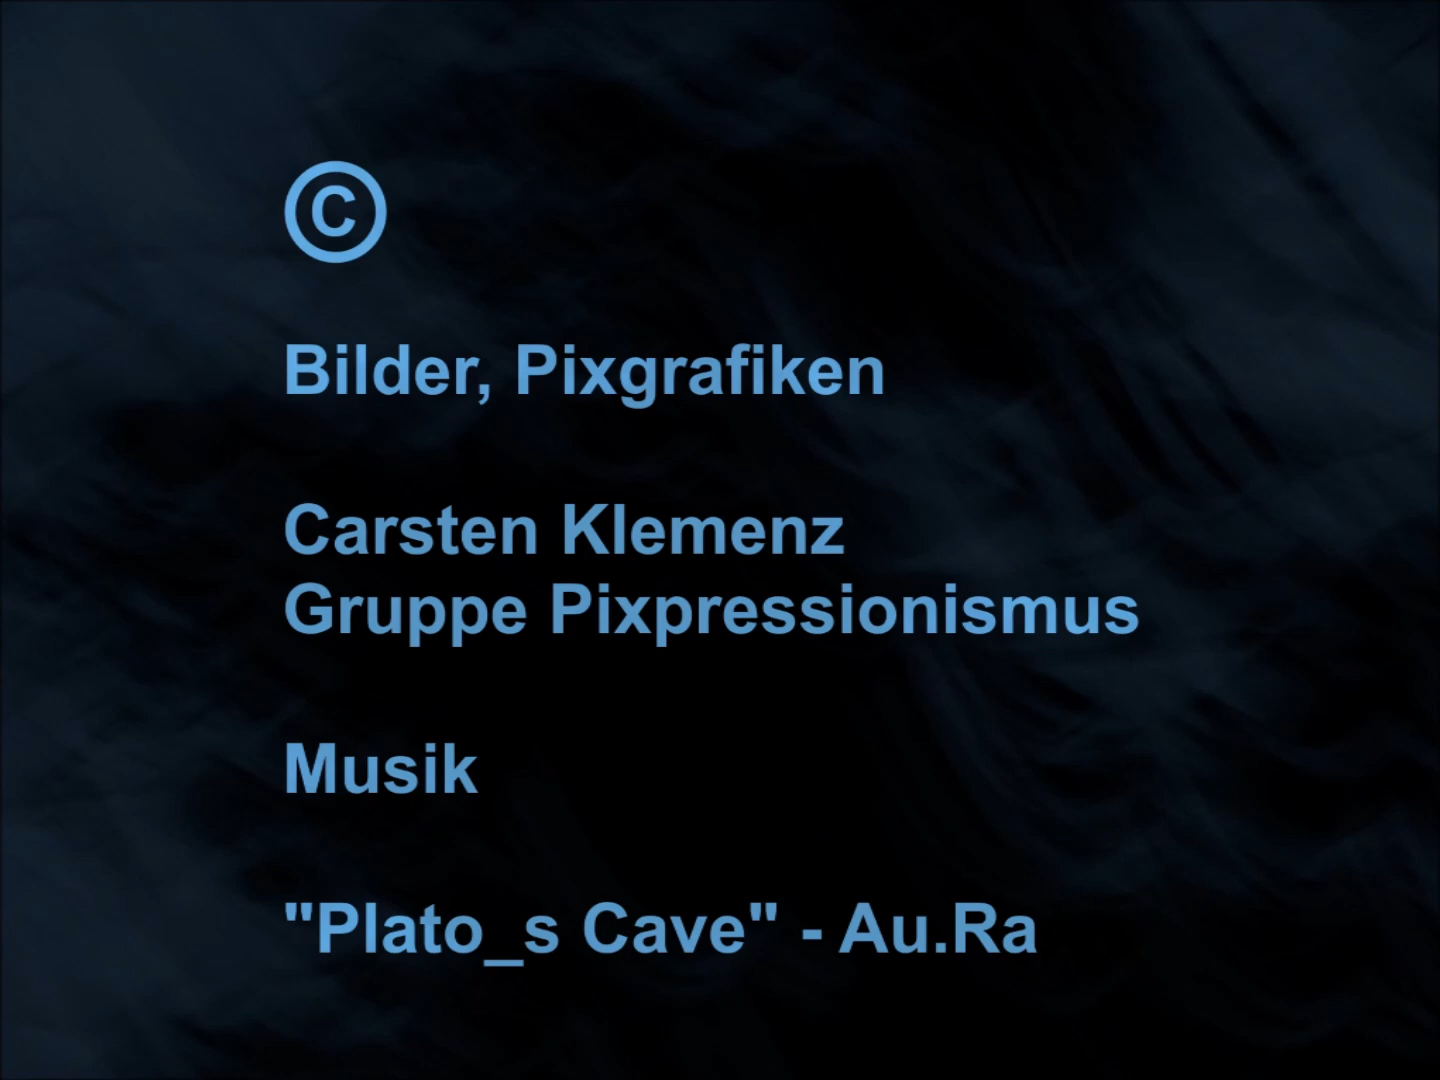 ©
Bilder, Pixgrafiken
Carsten Klemenz
Gruppe Pixpressionismus
Musik
"Plato_s Cave" - Au.Ra